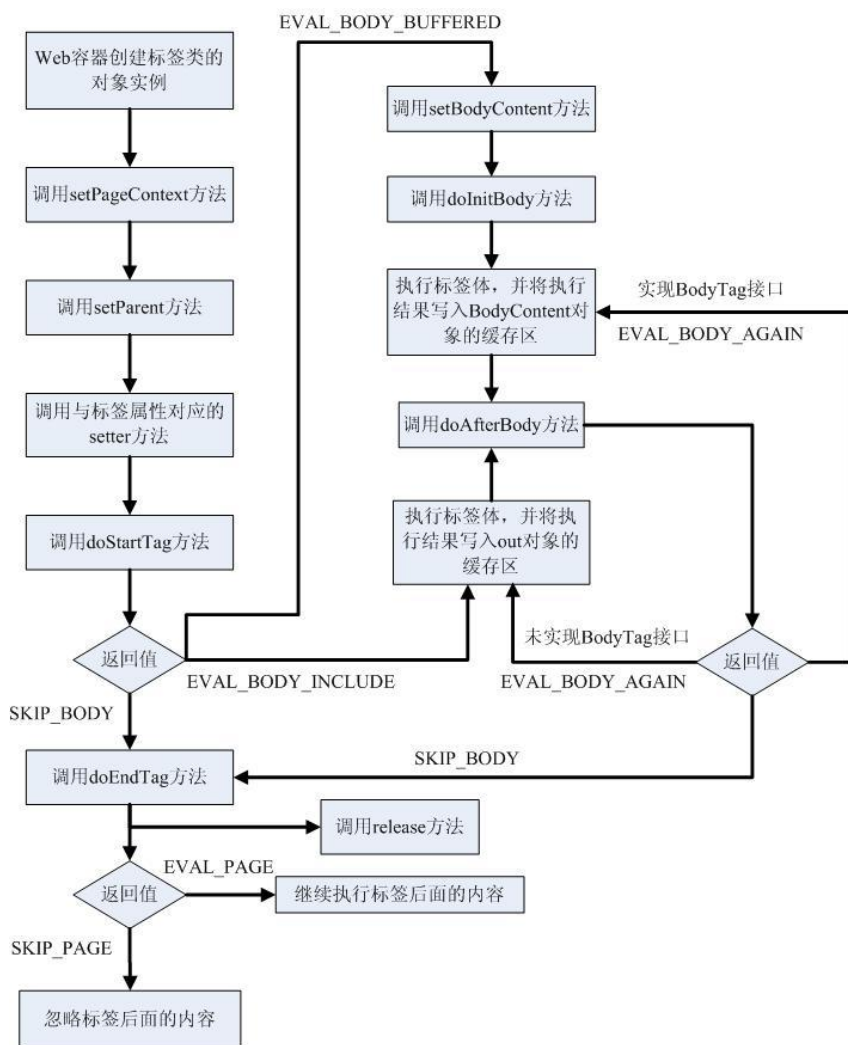 EVAL_BODY_BUFFERED
Web容器创建标签类的
对象实例
调用setPageContext方法
调用setParent方法
调用与标签属性对应的
setter方法
调用doStartTag方法
返回值
SKIP_BODY
EVAL_BODY_INCLUDE
调用setBodyContent方法
调用doInitBody方法
执行标签体，并将执行
结果写入BodyContent对
象的缓存区
实现BodyTag接口
EVAL_BODY_AGAIN
调用doAfterBody方法
执行标签体，并将执
行结果写入out对象的
缓存区
未实现BodyTag接口
EVAL_BODY_AGAIN
返回值
SKIP_BODY
调用doEndTag方法
调用release方法
返回值
EVAL_PAGE
继续执行标签后面的内容
SKIP_PAGE
忽略标签后面的内容